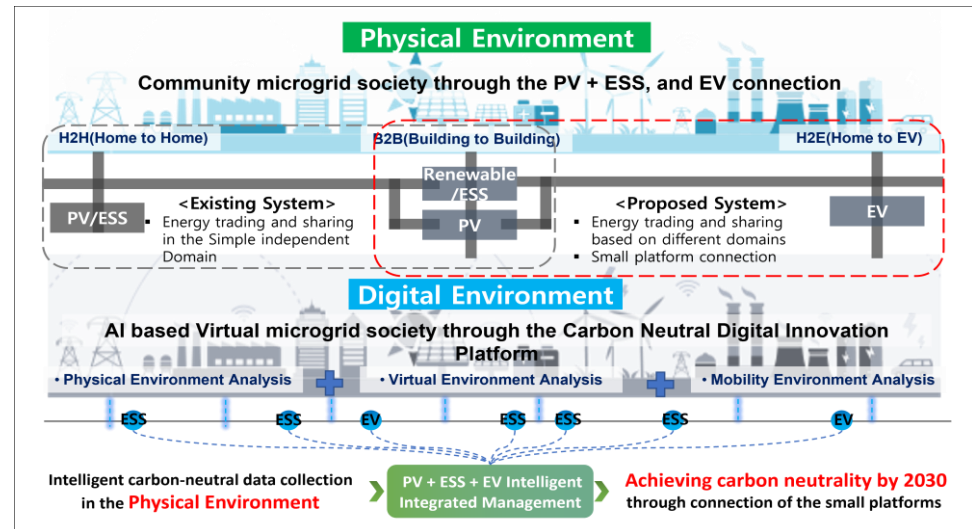 Physical Environment
Community microgrid society through the PV + ESS, and EV connection
H2H(Home to Home)
B2B(Building to Building)
H2E(Home to EV)
Renewable
/ESS
PV/ESS
PV
EV
<Existing System>
▪ Energy trading and sharing
in the Simple independent
Domain
<Proposed System>
▪ Energy trading and sharing
based on different domains
▪ Small platform connection
Digital Environment
AI based Virtual microgrid society through the Carbon Neutral Digital Innovation
Platform
• Physical Environment Analysis
• Virtual Environment Analysis
• Mobility Environment Analysis
ESS
ESS
EV
ESS
ESS
ESS
EV
Intelligent carbon-neutral data collection
in the Physical Environment
PV + ESS + EV Intelligent
Integrated Management
Achieving carbon neutrality by 2030
through connection of the small platforms